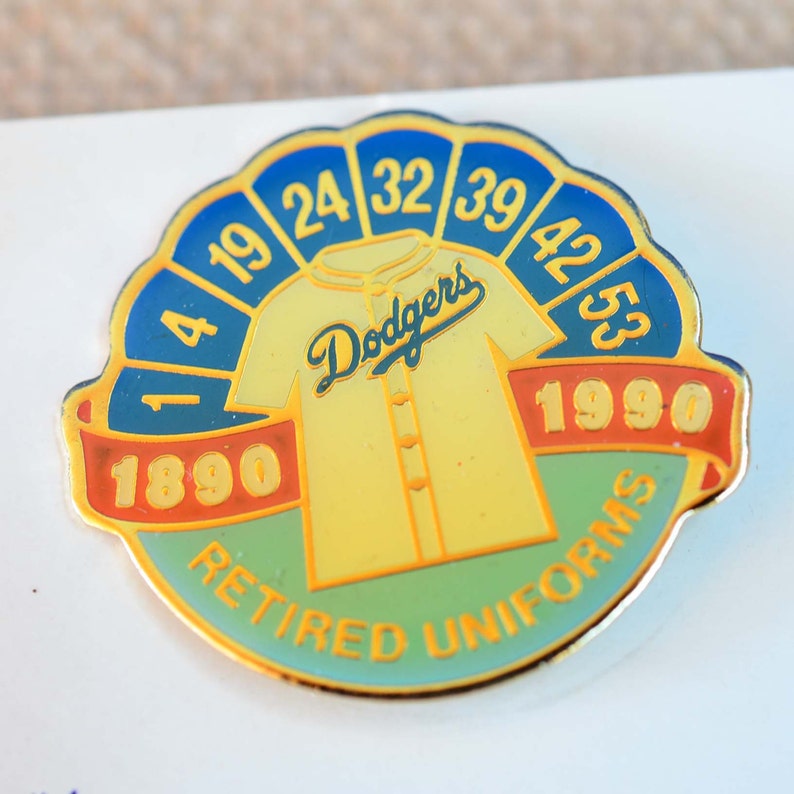 1 4 19 24 32 39 42 53
Dodgers
1890 1990
RETIRED UNIFORMS